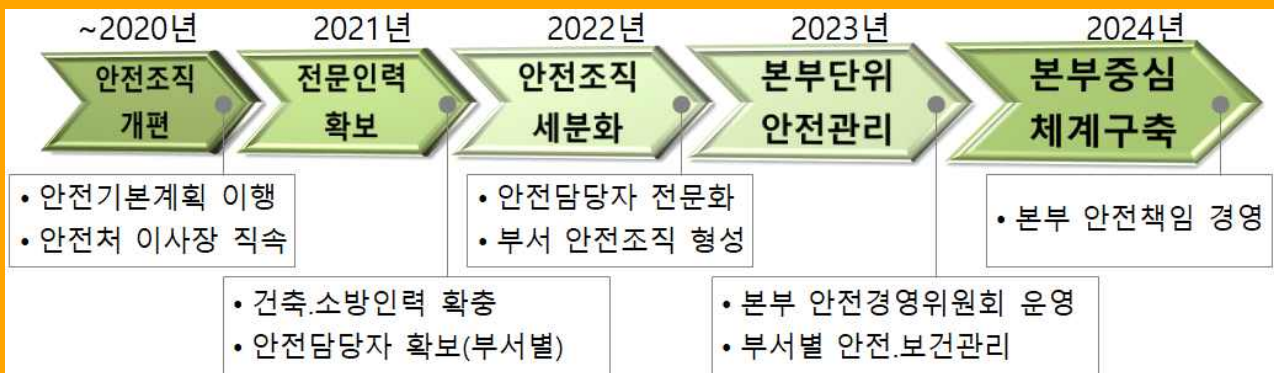 ~2020년
2021년
2022년
2023년
2024년
안전조직
개편
전문인력
확보
안전조직
세분화
본부단위
안전관리
본부중심
체계구축
• 안전기본계획 이행
• 안전처 이사장 직속
• 안전담당자 전문화
• 부서 안전조직 형성
• 본부 안전책임 경영
• 건축.소방인력 확충
• 안전담당자 확보(부서별)
• 본부 안전경영위원회 운영
• 부서별 안전.보건관리